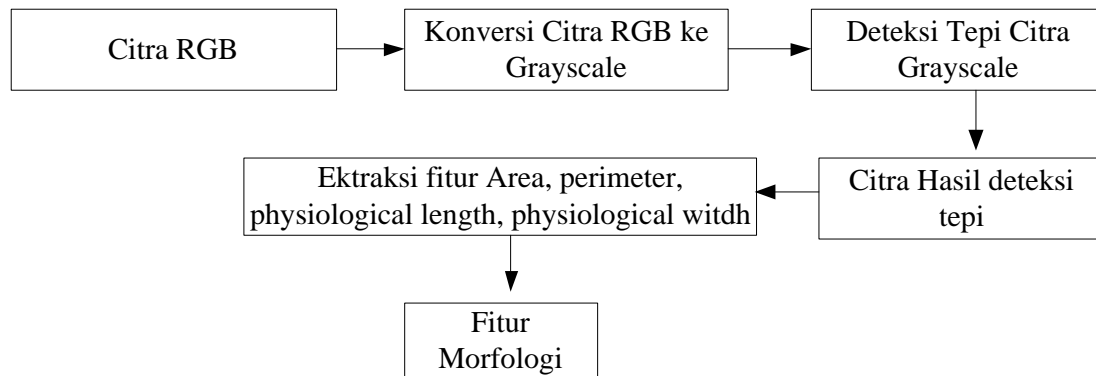 Citra RGB
Konversi Citra RGB ke
Grayscale
Deteksi Tepi Citra
Grayscale
Citra Hasil deteksi
tepi
Ektraksi fitur Area, perimeter,
physiological length, physiological witdh
Fitur
Morfologi